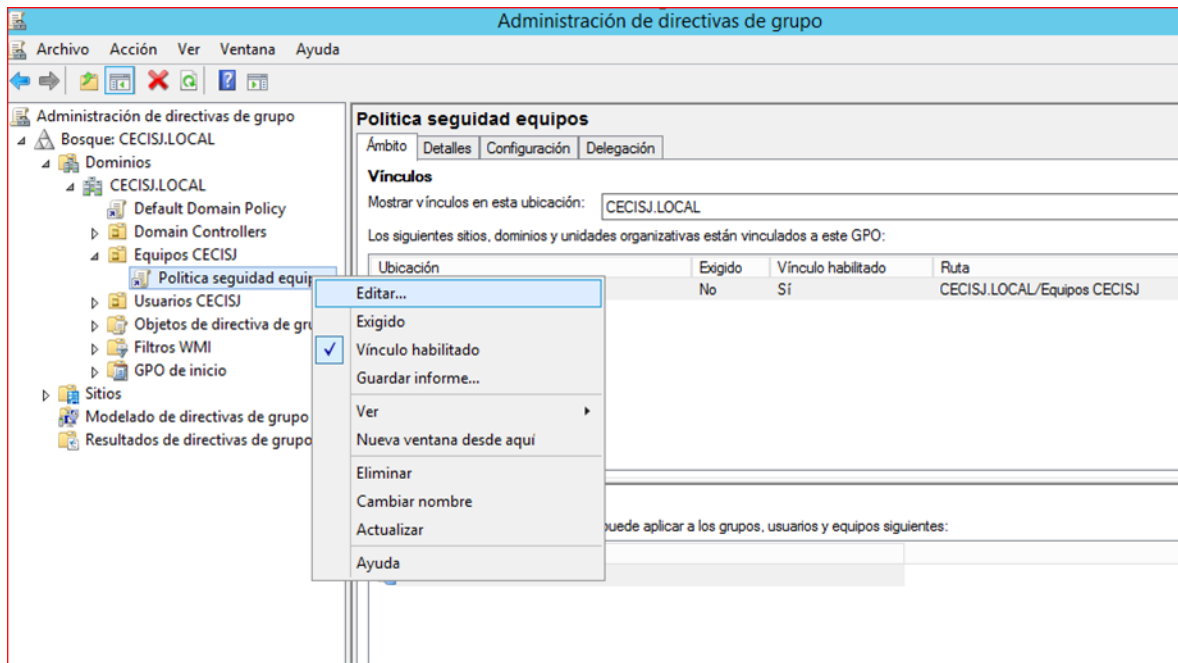 Administración de directivas de grupo
Archivo Acción Ver Ventana Ayuda
Administración de directivas de grupo
Bosque: CECISJ.LOCAL
Dominios
CECISJ.LOCAL
Default Domain Policy
Domain Controllers
Equipos CECISJ
Politica seguidad equip
Usuarios CECISJ
Objetos de directiva de gru
Filtros WMI
GPO de inicio
Sitios
Modelado de directivas de grupo
Resultados de directivas de grupo
Editar...
Exigido
Vínculo habilitado
Guardar informe...
Ver
Nueva ventana desde aquí
Eliminar
Cambiar nombre
Actualizar
Ayuda
Politica seguidad equipos
Ámbito Detalles Configuración Delegación
Vínculos
Mostrar vínculos en esta ubicación: CECISJ.LOCAL
Los siguientes sitios, dominios y unidades organizativas están vinculados a este GPO:
Ubicación Exigido Vínculo habilitado Ruta
No Sí CECISJ.LOCAL/Equipos CECISJ
puede aplicar a los grupos, usuarios y equipos siguientes: